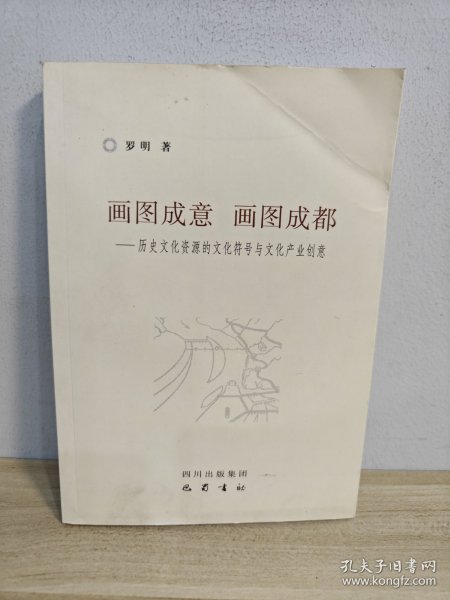 罗明 著
画图成意 画图成都
——历史文化资源的文化符号与文化产业创意
四川出版集团
巴蜀书社
孔夫子旧书网
www.kongfz.com